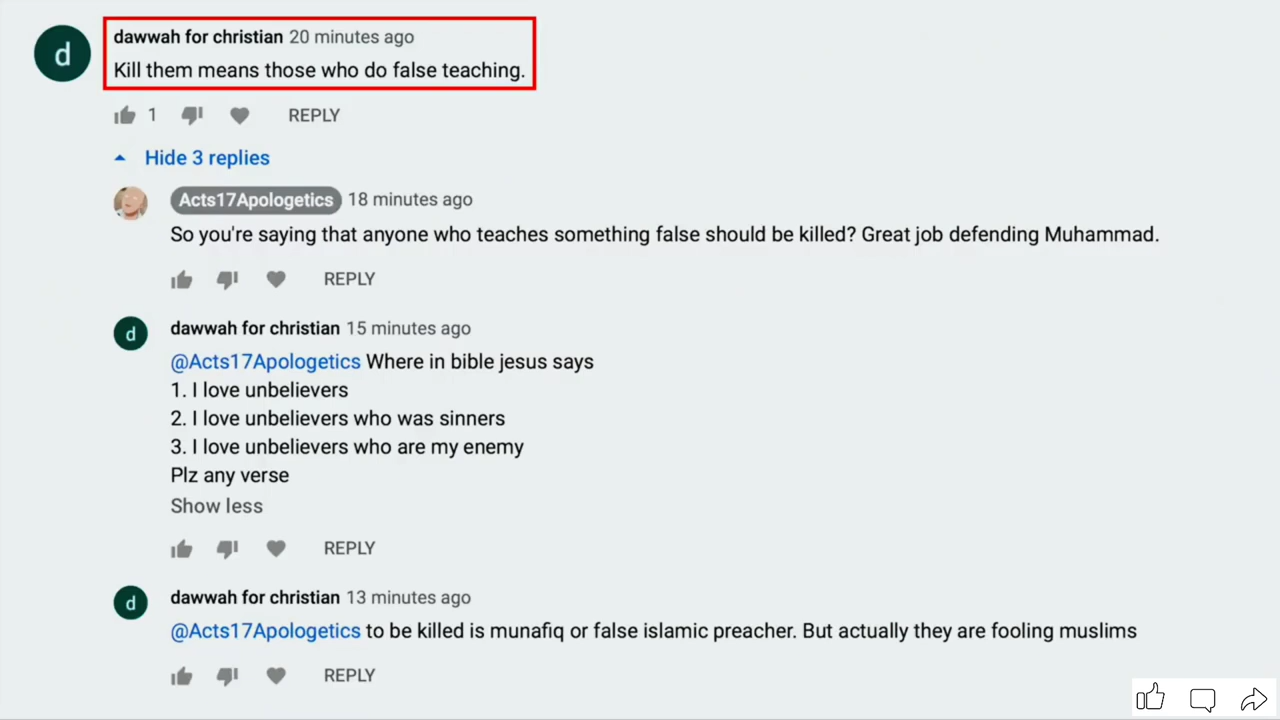 d
dawwah for christian 20 minutes ago
Kill them means those who do false teaching.
1 REPLY
Hide 3 replies
Acts17Apologetics 18 minutes ago
So you're saying that anyone who teaches something false should be killed? Great job defending Muhammad.
REPLY
d
dawwah for christian 15 minutes ago
@Acts17Apologetics Where in bible jesus says
1. I love unbelievers
2. I love unbelievers who was sinners
3. I love unbelievers who are my enemy
Plz any verse
Show less
REPLY
d
dawwah for christian 13 minutes ago
@Acts17Apologetics to be killed is munafiq or false islamic preacher. But actually they are fooling muslims
REPLY